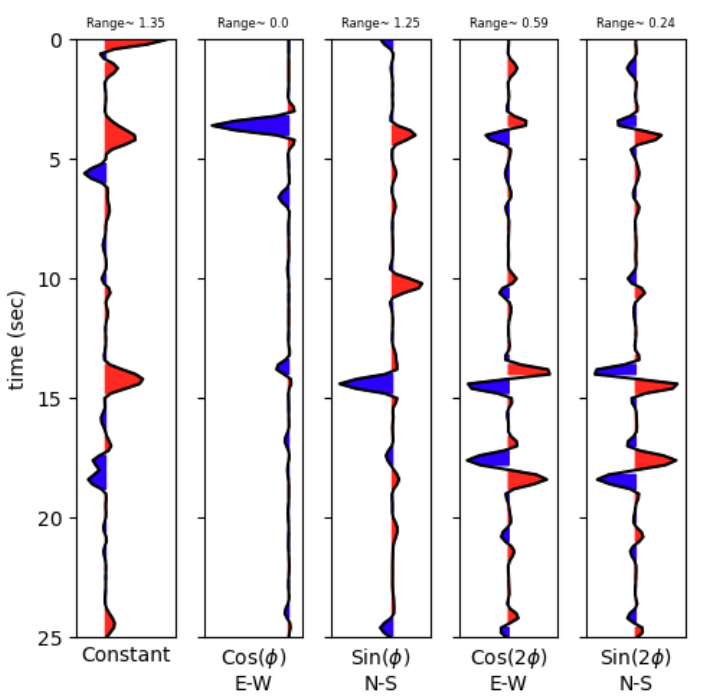 Range~ 1.35 Range~ 0.0 Range~ 1.25 Range~ 0.59 Range~ 0.24
0
5
10
15
20
25
time (sec)
Constant Cos(ϕ) Sin(ϕ) Cos(2ϕ) Sin(2ϕ)
E-W N-S E-W N-S